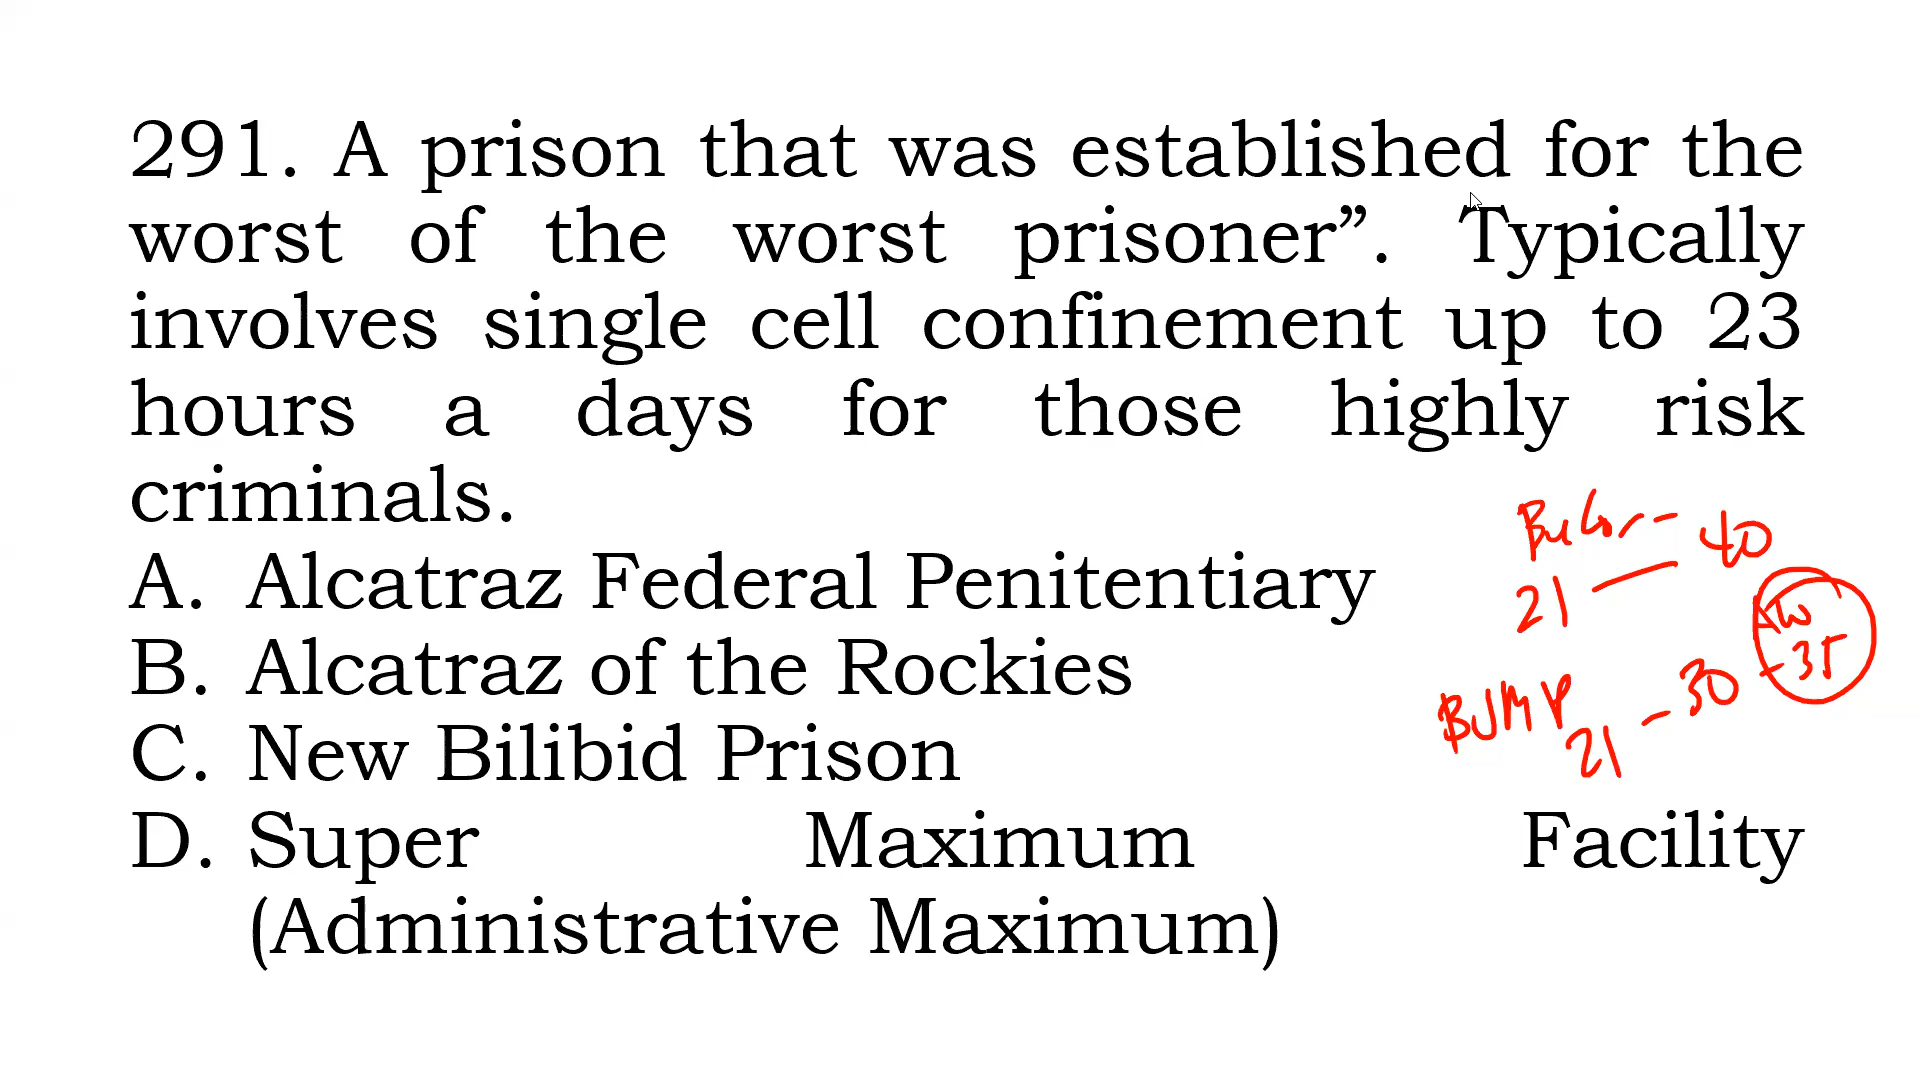 291. A prison that was established for the
worst of the worst prisoner”. Typically
involves single cell confinement up to 23
hours a days for those highly risk
criminals.
A. Alcatraz Federal Penitentiary
B. Alcatraz of the Rockies
C. New Bilibid Prison
D. Super Maximum Facility
(Administrative Maximum)
BuCor -
21 — 40
BJMP
21 - 30 - 35